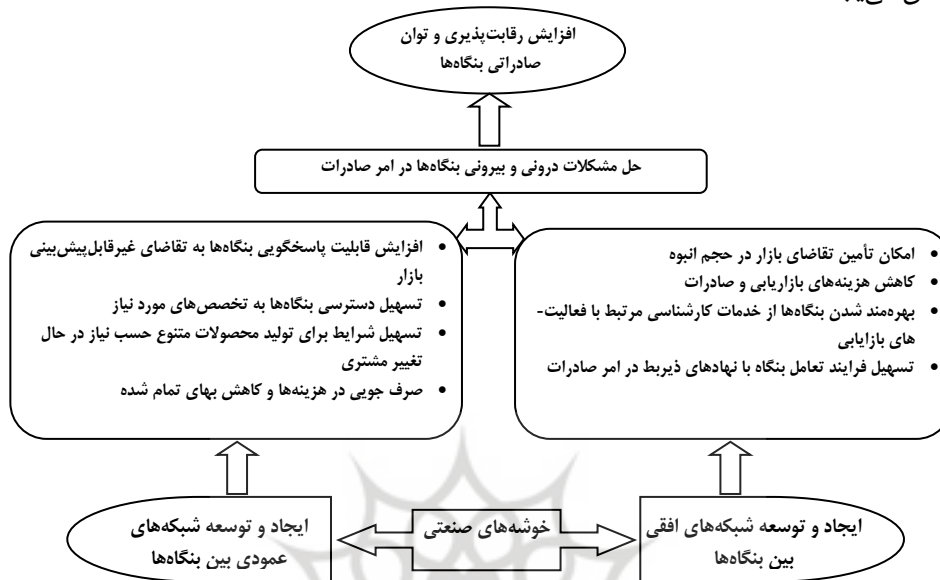 افزایش رقابت‌پذیری و توان
صادراتی بنگاه‌ها
حل مشکلات درونی و بیرونی بنگاه‌ها در امر صادرات
• امکان تأمین تقاضای بازار در حجم انبوه
• کاهش هزینه‌های بازاریابی و صادرات
• بهره‌مند شدن بنگاه‌ها از خدمات کارشناسی مرتبط با فعالیت-
های بازایابی
• تسهیل فرایند تعامل بنگاه با نهادهای ذیربط در امر صادرات
• افزایش قابلیت پاسخگویی بنگاه‌ها به تقاضای غیرقابل‌پیش‌بینی
بازار
• تسهیل دسترسی بنگاه‌ها به تخصص‌های مورد نیاز
• تسهیل شرایط برای تولید محصولات متنوع حسب نیاز در حال
تغییر مشتری
• صرف جویی در هزینه‌ها و کاهش بهای تمام شده
ایجاد و توسعه شبکه‌های افقی
بین بنگاه‌ها
خوشه‌های صنعتی
ایجاد و توسعه شبکه‌های
عمودی بین بنگاه‌ها